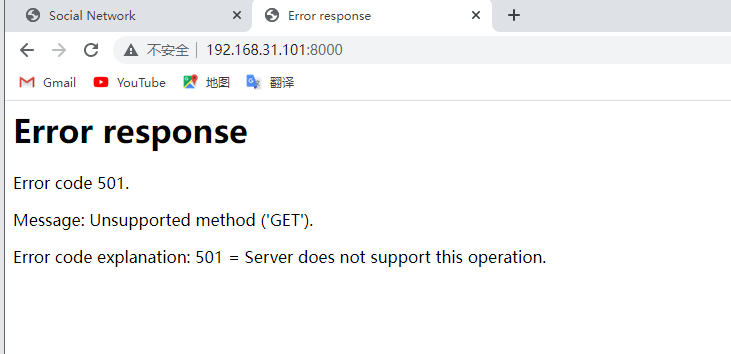 Social Network
Error response
不安全 192.168.31.101:8000
Gmail YouTube 地图 翻译
Error response
Error code 501.
Message: Unsupported method ('GET').
Error code explanation: 501 = Server does not support this operation.